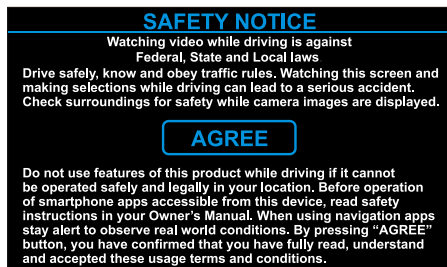 SAFETY NOTICE
Watching video while driving is against
Federal, State and Local laws
Drive safely, know and obey traffic rules. Watching this screen and
making selections while driving can lead to a serious accident.
Check surroundings for safety while camera images are displayed.
AGREE
Do not use features of this product while driving if it cannot
be operated safely and legally in your location. Before operation
of smartphone apps accessible from this device, read safety
instructions in your Owner's Manual. When using navigation apps
stay alert to observe real world conditions. By pressing “AGREE”
button, you have confirmed that you have fully read, understand
and accepted these usage terms and conditions.